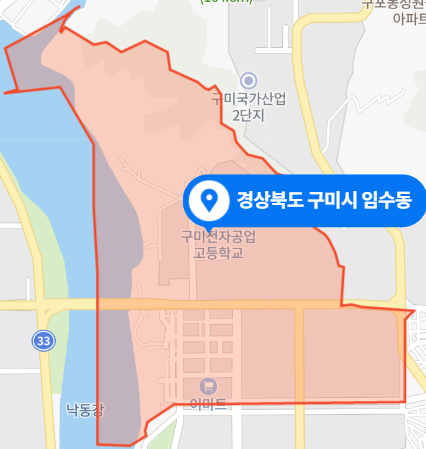 구포동성원
아파트
구미국가산업
2단지
경상북도 구미시 임수동
구미전자공업
고등학교
33
이마트
낙동강